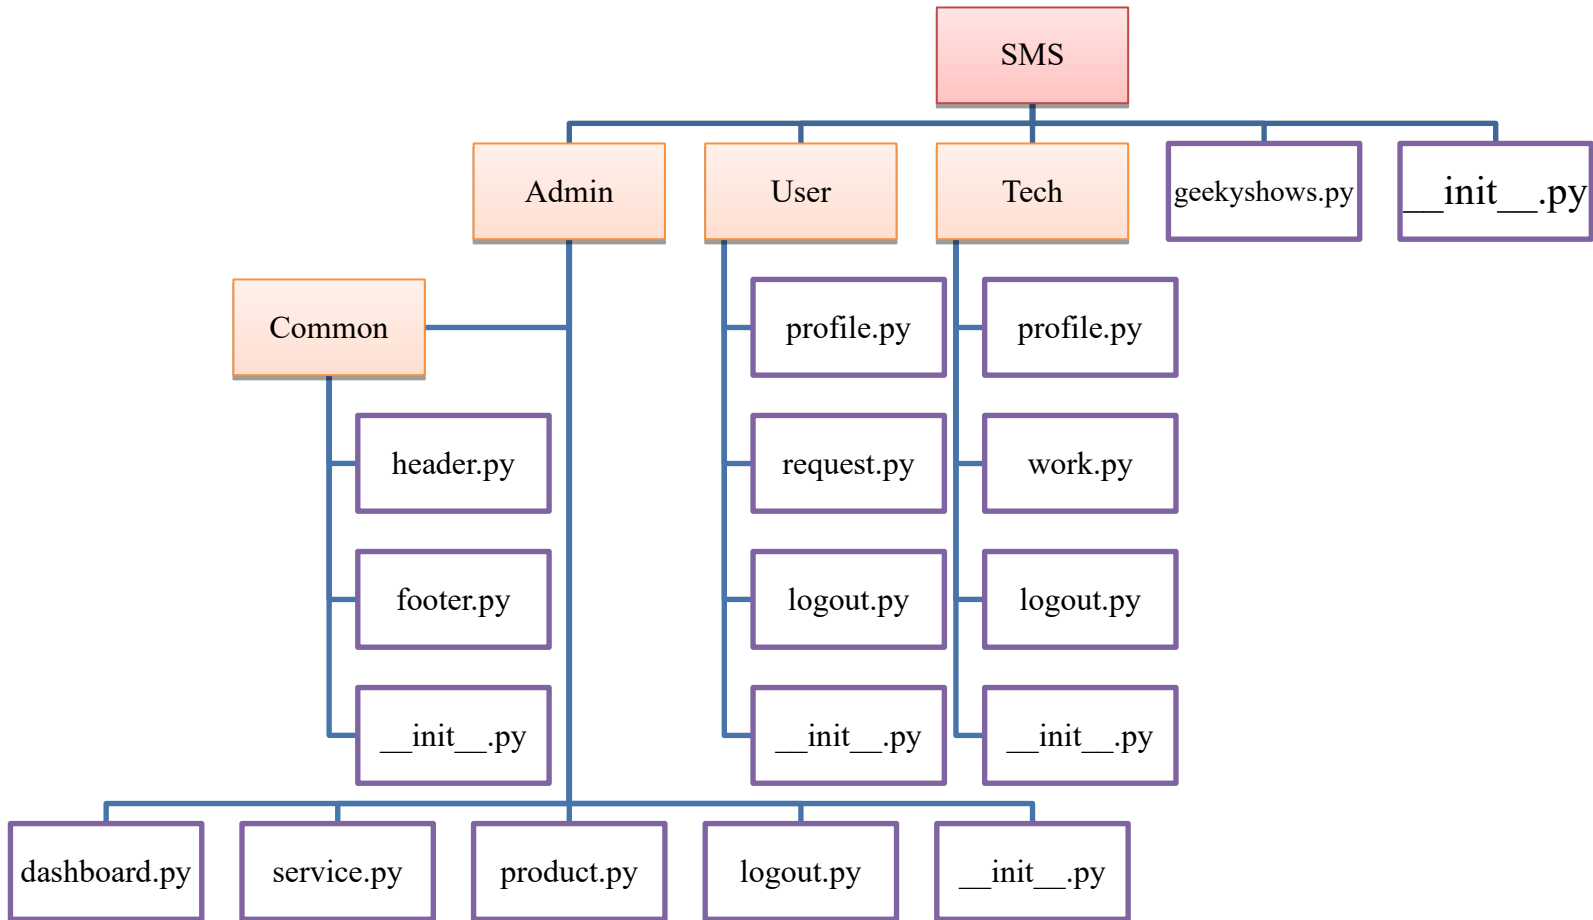 SMS
Admin
User
Tech
geekyshows.py
__init__.py
Common
profile.py
profile.py
header.py
request.py
work.py
footer.py
logout.py
logout.py
__init__.py
__init__.py
__init__.py
dashboard.py
service.py
product.py
logout.py
__init__.py